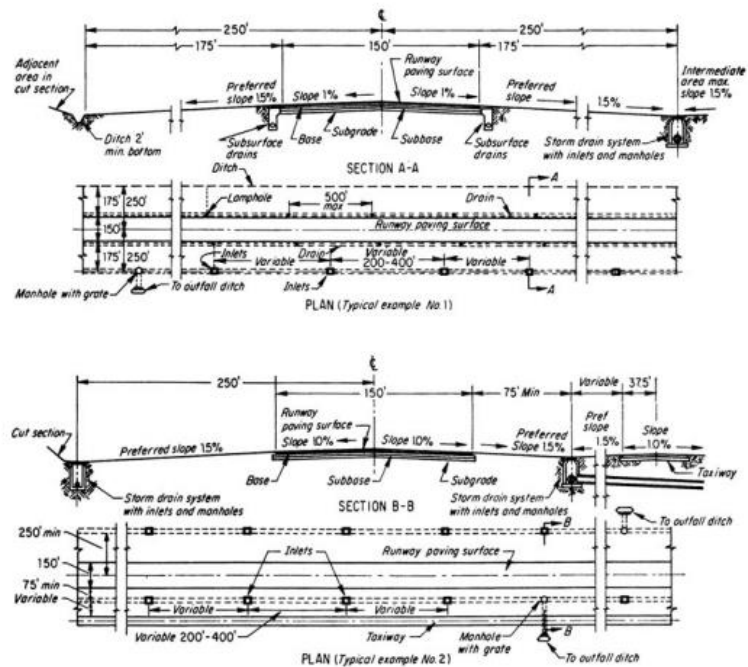 ℄
250' 250'
175' 150' 175'
Adjacent area in cut section
Preferred slope 1.5%
Slope 1%
Runway paving surface
Slope 1%
Preferred slope
1.5%
Intermediate area max. slope 1.5%
Ditch 2' min. bottom
Subsurface drains
Base
Subgrade
Subbase
Subsurface drains
Storm drain system with inlets and manholes
SECTION A-A
Ditch
A
Lamphole
500' max
Drain
175' 250'
150'
175' 250'
Runway paving surface
Inlets
Variable
Drain
Variable 200-400'
Variable
Manhole with grate
To outfall ditch
Inlets
A
PLAN (Typical example No.1)
℄
250'
150'
75' Min
Variable
37.5'
Cut section
Preferred slope 1.5%
Runway paving surface
Slope 1.0%
Slope 1.0%
Preferred Slope 1.5%
Pref slope 1.5%
Slope 1.0%
Base
Subbase
Subgrade
Taxiway
Storm drain system with inlets and manholes
Storm drain system with inlets and manholes
SECTION B-B
B
To outfall ditch
250' min
150'
75' min
Variable
Inlets
Runway paving surface
Variable
Variable
Variable 200'-400'
Taxiway
Manhole with grate
B
To outfall ditch
PLAN (Typical example No.2)